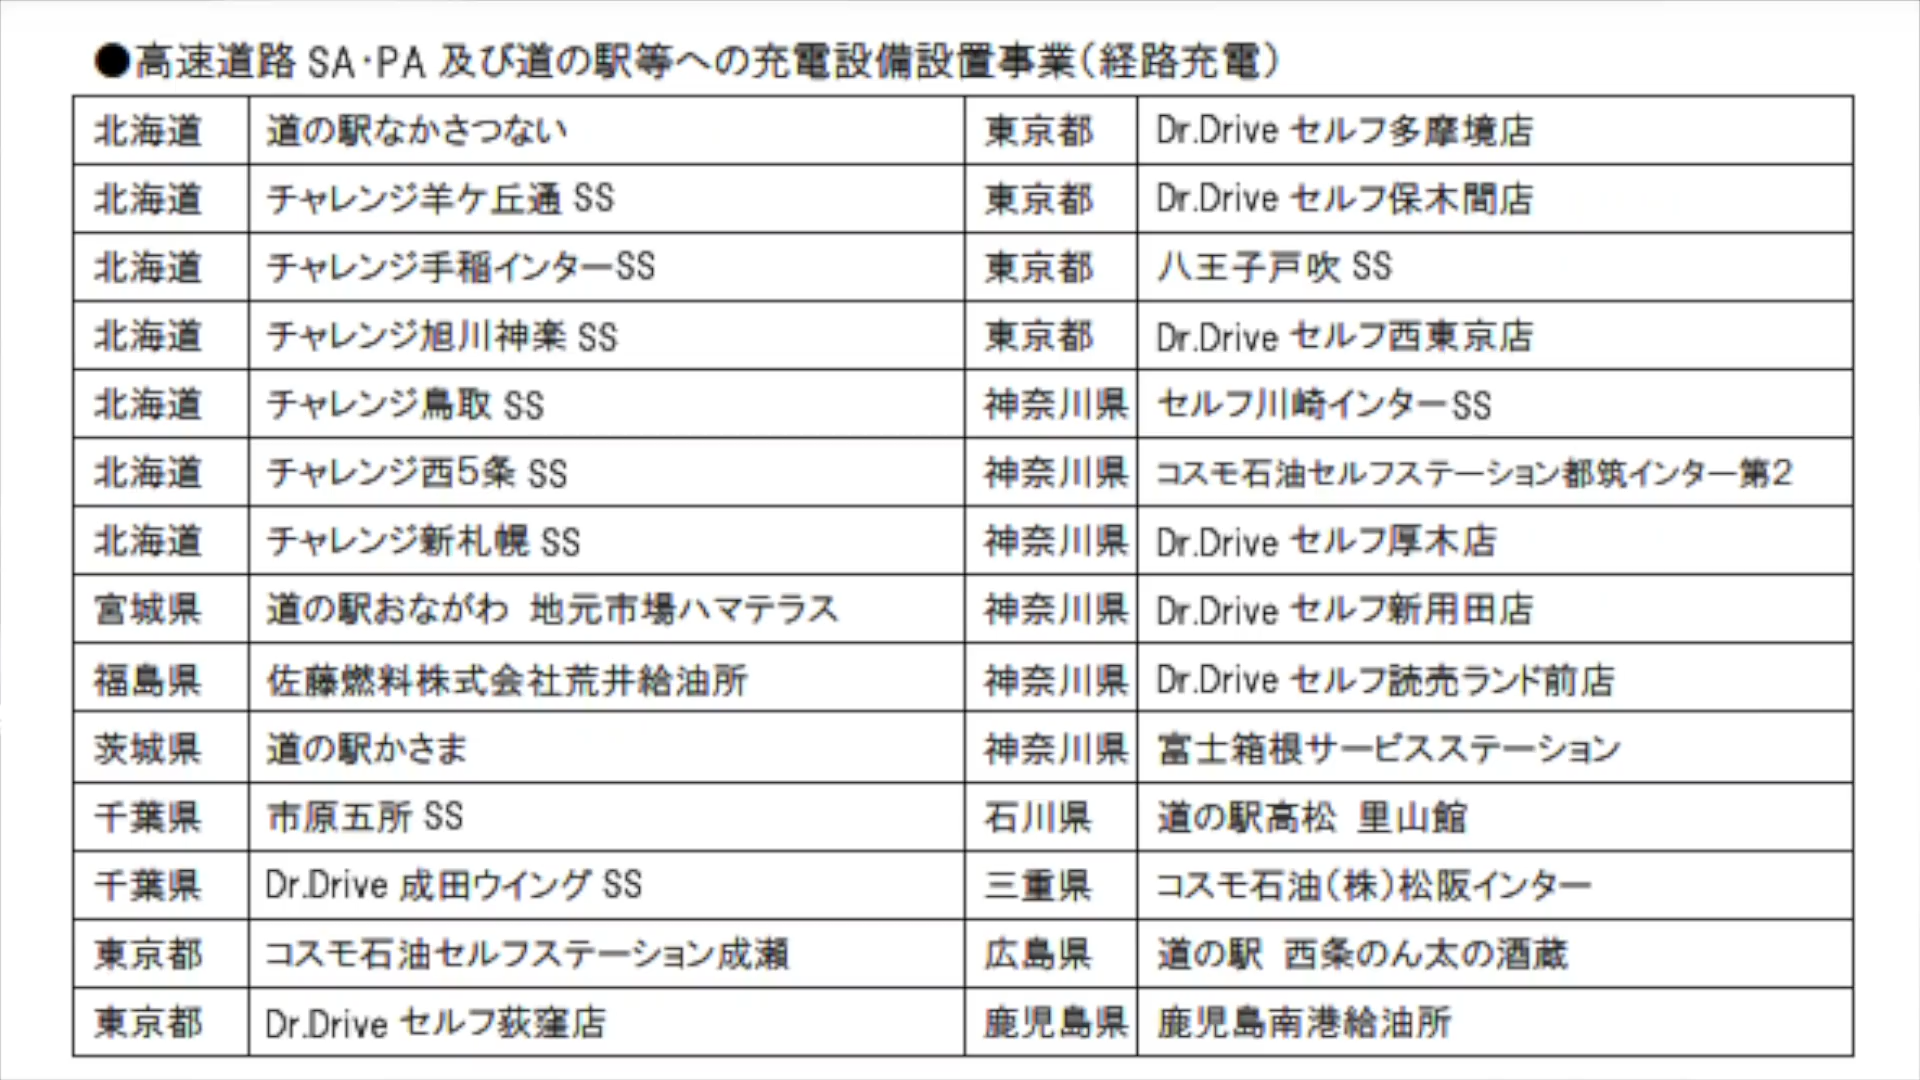 ●高速道路 SA・PA 及び道の駅等への充電設備設置事業(経路充電)
北海道 道の駅なかさつない 東京都 Dr.Drive セルフ多摩境店
北海道 チャレンジ羊ケ丘通 SS 東京都 Dr.Drive セルフ保木間店
北海道 チャレンジ手稲インターSS 東京都 八王子戸吹 SS
北海道 チャレンジ旭川神楽 SS 東京都 Dr.Drive セルフ西東京店
北海道 チャレンジ鳥取 SS 神奈川県 セルフ川崎インターSS
北海道 チャレンジ西5条 SS 神奈川県 コスモ石油セルフステーション都筑インター第2
北海道 チャレンジ新札幌 SS 神奈川県 Dr.Drive セルフ厚木店
宮城県 道の駅おながわ 地元市場ハマテラス 神奈川県 Dr.Drive セルフ新用田店
福島県 佐藤燃料株式会社荒井給油所 神奈川県 Dr.Drive セルフ読売ランド前店
茨城県 道の駅かさま 神奈川県 富士箱根サービスステーション
千葉県 市原五所 SS 石川県 道の駅高松 里山館
千葉県 Dr.Drive 成田ウイング SS 三重県 コスモ石油(株)松阪インター
東京都 コスモ石油セルフステーション成瀬 広島県 道の駅 西条のん太の酒蔵
東京都 Dr.Drive セルフ荻窪店 鹿児島県 鹿児島南港給油所